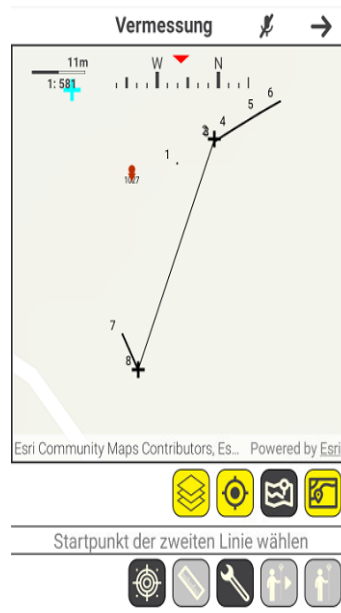 Vermessung
11m
1: 581
W N
6
5
4
1
1027
7
8
Esri Community Maps Contributors, Es... Powered by Esri
Startpunkt der zweiten Linie wählen